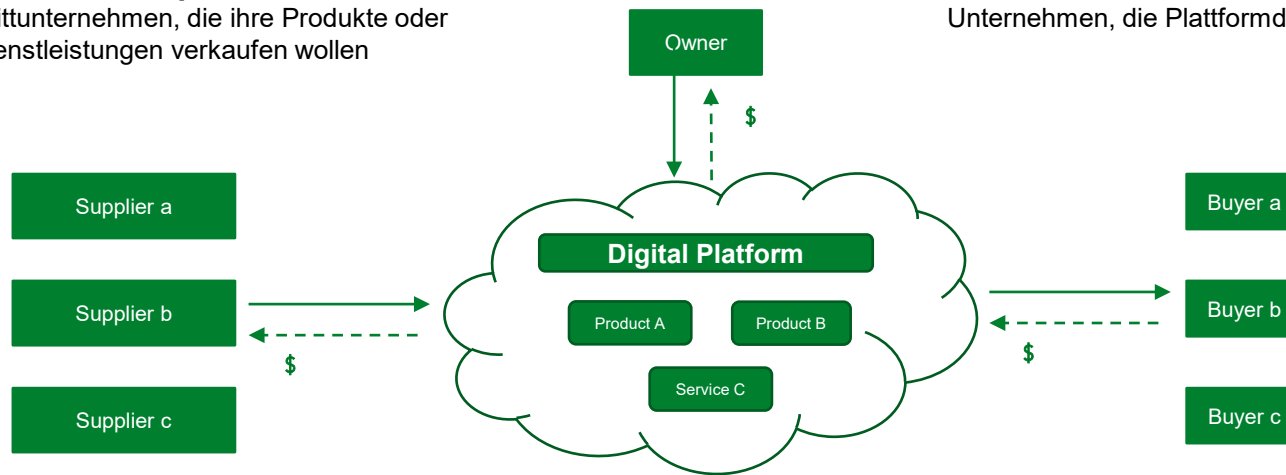 ittunternehmen, die ihre Produkte oder
enstleistungen verkaufen wollen
Unternehmen, die Plattformd
Owner
$
Supplier a
Supplier b
Supplier c
$
Digital Platform
Product A
Product B
Service C
$
Buyer a
Buyer b
Buyer c